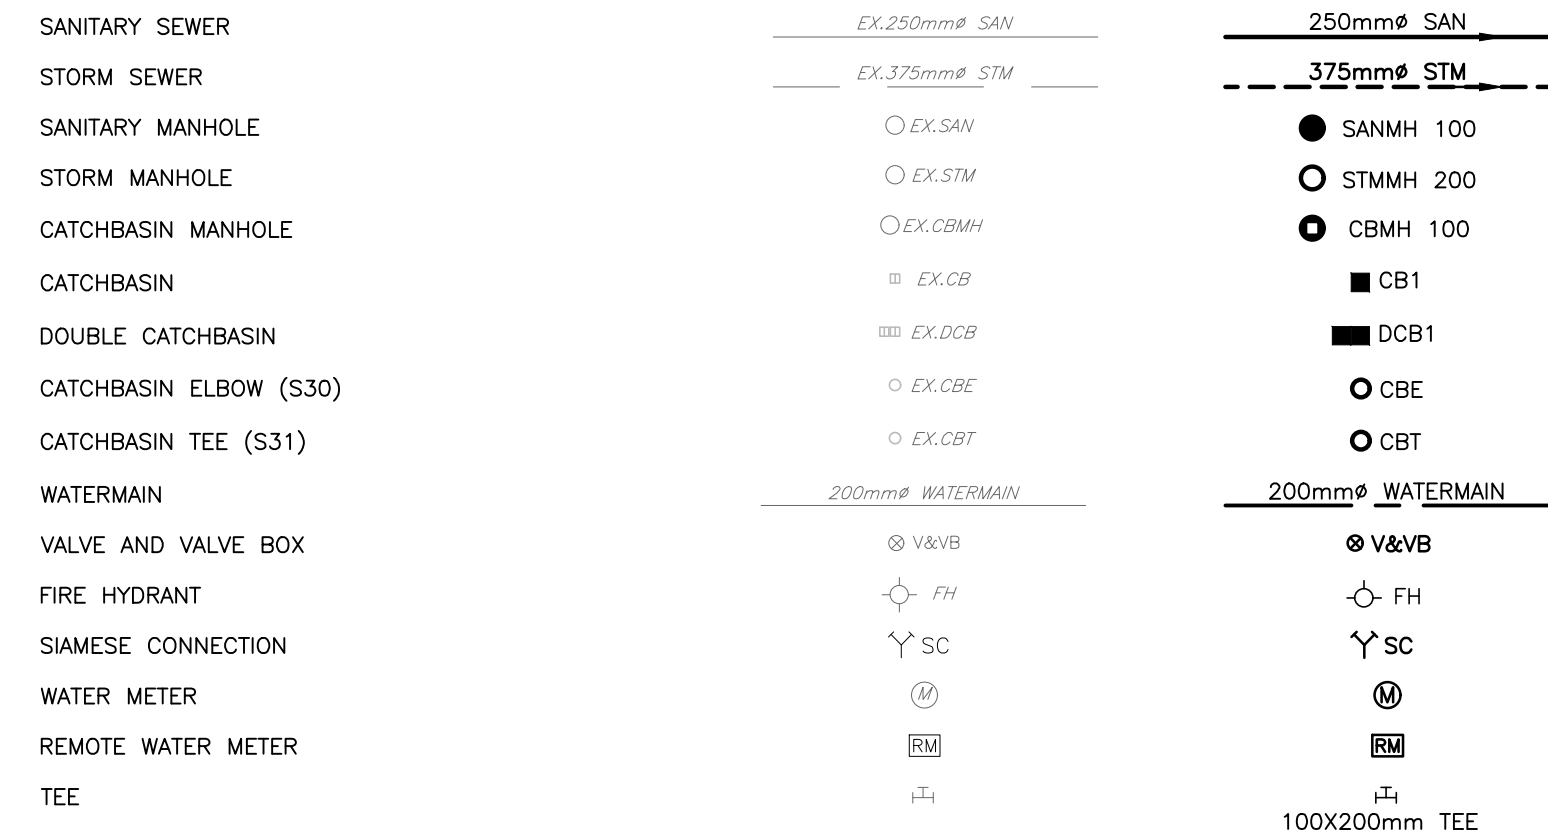 SANITARY SEWER EX.250mmø SAN 250mmø SAN
STORM SEWER EX.375mmø STM 375mmø STM
SANITARY MANHOLE EX.SAN SANMH 100
STORM MANHOLE EX.STM STMMH 200
CATCHBASIN MANHOLE EX.CBMH CBMH 100
CATCHBASIN EX.CB CB1
DOUBLE CATCHBASIN EX.DCB DCB1
CATCHBASIN ELBOW (S30) EX.CBE CBE
CATCHBASIN TEE (S31) EX.CBT CBT
WATERMAIN 200mmø WATERMAIN 200mmø WATERMAIN
VALVE AND VALVE BOX V&VB V&VB
FIRE HYDRANT FH FH
SIAMESE CONNECTION SC SC
WATER METER M M
REMOTE WATER METER RM RM
TEE
100X200mm TEE